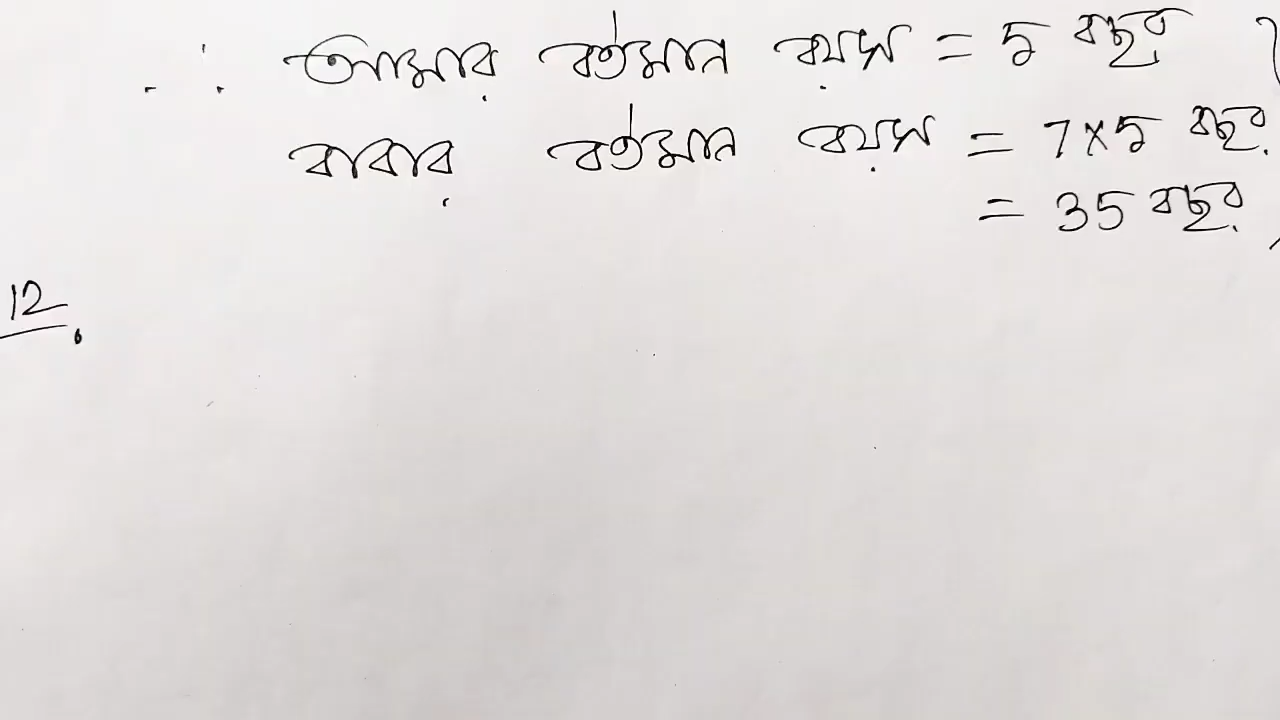 ∴ আমার বর্তমান বয়স = 5 বছর
বাবার বর্তমান বয়স = 7×5 বছর
= 35 বছর
12.